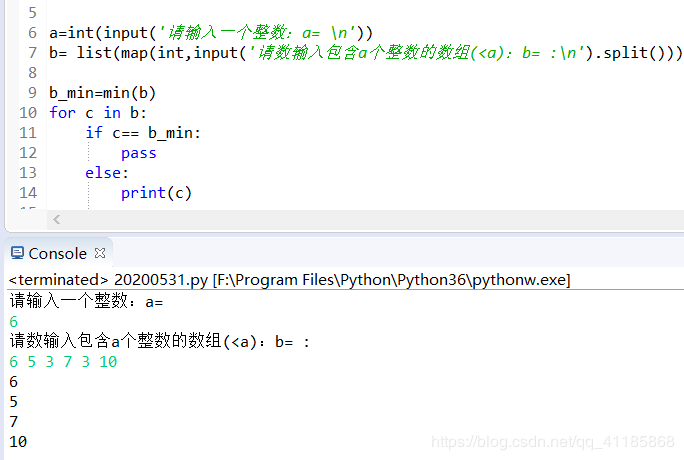 5
6 a=int(input('请输入一个整数：a= \n'))
7 b= list(map(int,input('请数输入包含a个整数的数组(<a)：b= :\n').split()))
8
9 b_min=min(b)
10 for c in b:
11     if c== b_min:
12         pass
13     else:
14         print(c)
Console
<terminated> 20200531.py [F:\Program Files\Python\Python36\pythonw.exe]
请输入一个整数：a=
6
请数输入包含a个整数的数组(<a)：b= :
6 5 3 7 3 10
6
5
7
10
https://blog.csdn.net/qq_41185868